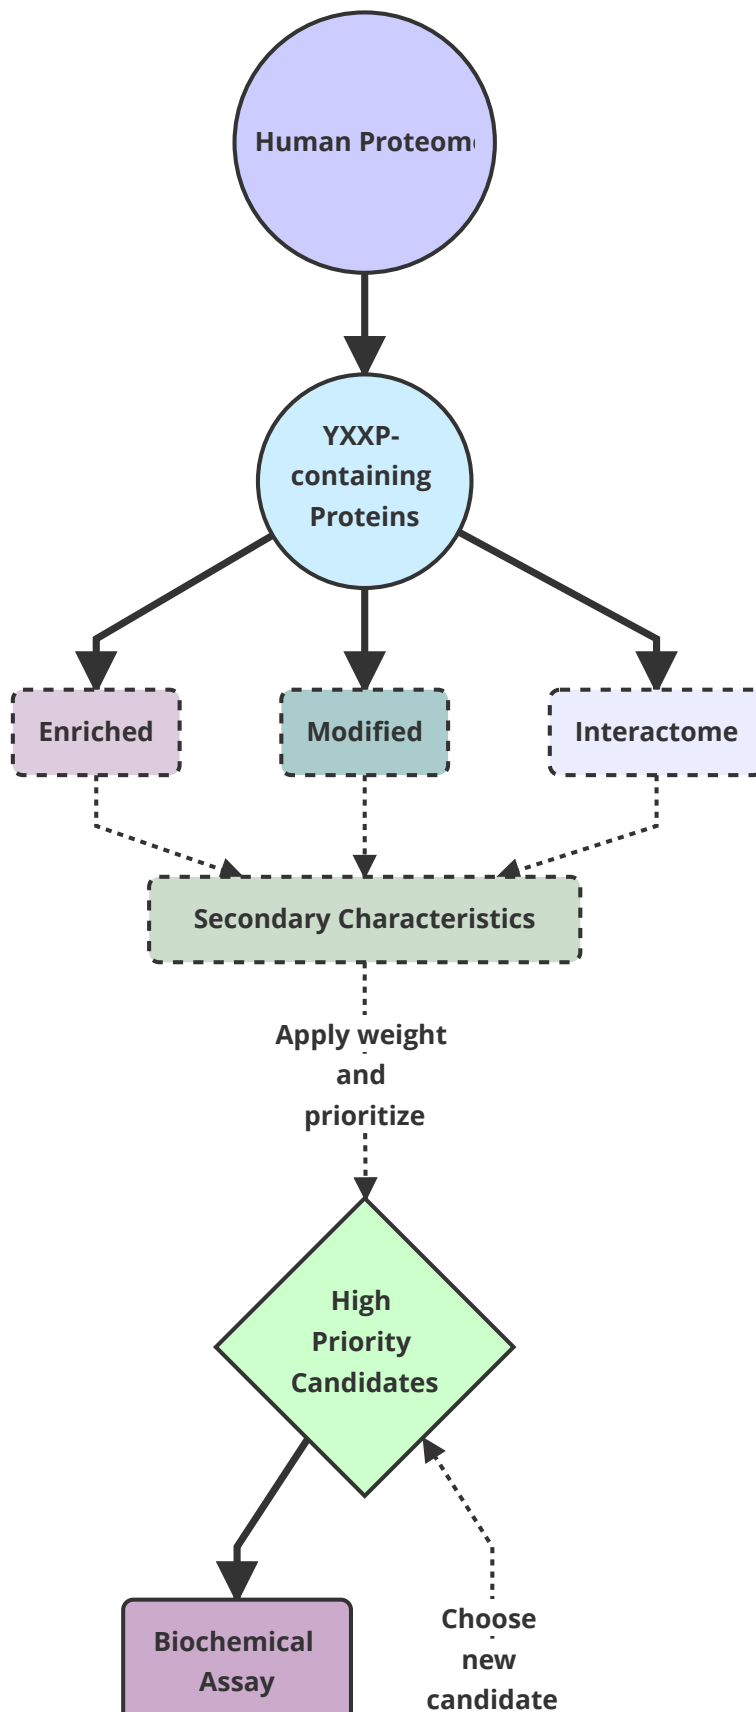 Human Proteome
YXXP-
containing
Proteins
Enriched
Modified
Interactome
Secondary Characteristics
Apply weight
and
prioritize
High
Priority
Candidates
Biochemical
Assay
Choose
new
candidate